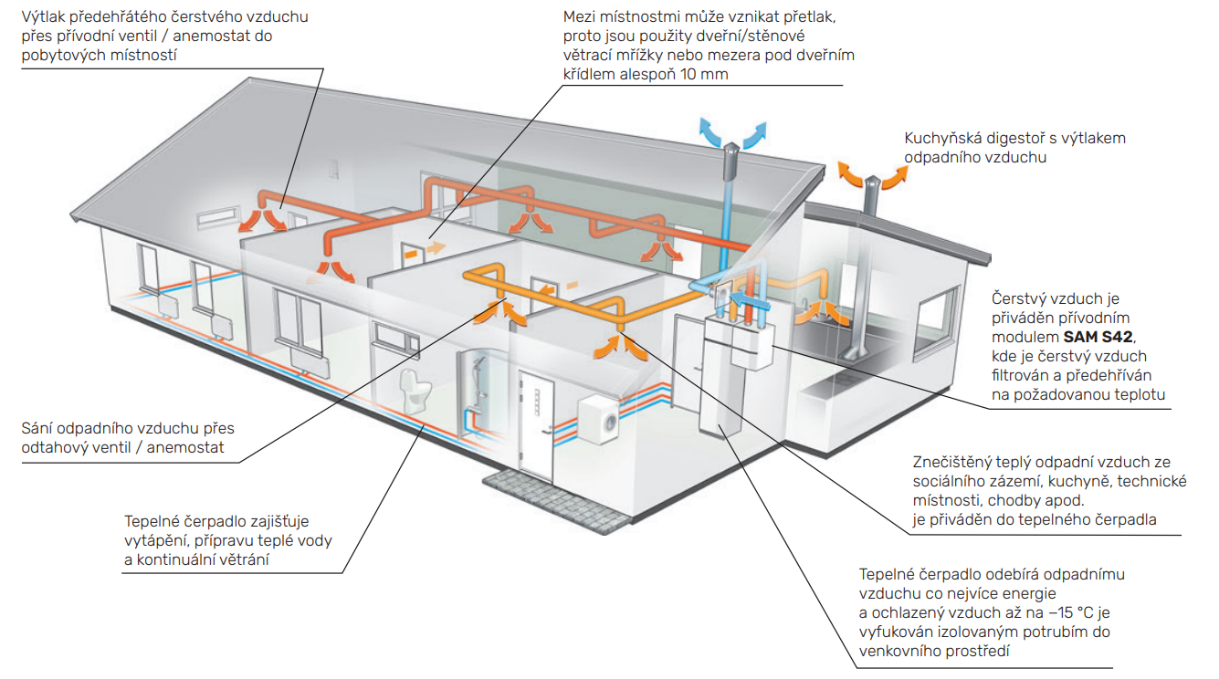 Výtlak předehřátého čerstvého vzduchu
přes přívodní ventil / anemostat do
pobytových místností
Mezi místnostmi může vznikat přetlak,
proto jsou použity dveřní/stěnové
větrací mřížky nebo mezera pod dveřním
křídlem alespoň 10 mm
Kuchyňská digestoř s výtlakem
odpadního vzduchu
Čerstvý vzduch je
přiváděn přívodním
modulem SAM S42,
kde je čerstvý vzduch
filtrován a předehříván
na požadovanou teplotu
Sání odpadního vzduchu přes
odtahový ventil / anemostat
Znečištěný teplý odpadní vzduch ze
sociálního zázemí, kuchyně, technické
místnosti, chodby apod.
je přiváděn do tepelného čerpadla
Tepelné čerpadlo zajišťuje
vytápění, přípravu teplé vody
a kontinuální větrání
Tepelné čerpadlo odebírá odpadnímu
vzduchu co nejvíce energie
a ochlazený vzduch až na −15 °C je
vyfukován izolovaným potrubím do
venkovního prostředí